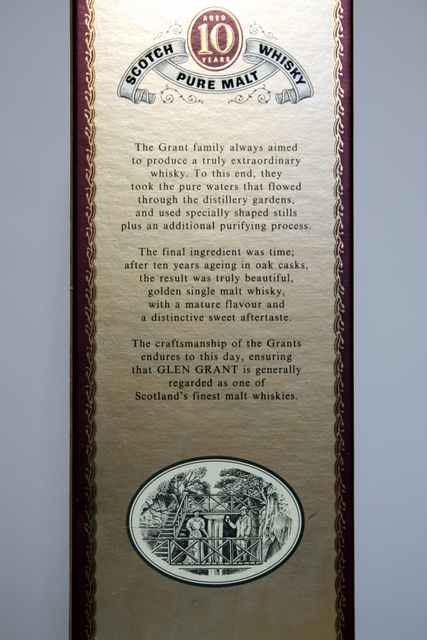 AGED
10
YEARS
SCOTCH WHISKY
PURE MALT
The Grant family always aimed
to produce a truly extraordinary
whisky. To this end, they
took the pure waters that flowed
through the distillery gardens,
and used specially shaped stills
plus an additional purifying process.
The final ingredient was time;
after ten years ageing in oak casks,
the result was truly beautiful,
golden single malt whisky,
with a mature flavour and
a distinctive sweet aftertaste.
The craftsmanship of the Grants
endures to this day, ensuring
that GLEN GRANT is generally
regarded as one of
Scotland's finest malt whiskies.